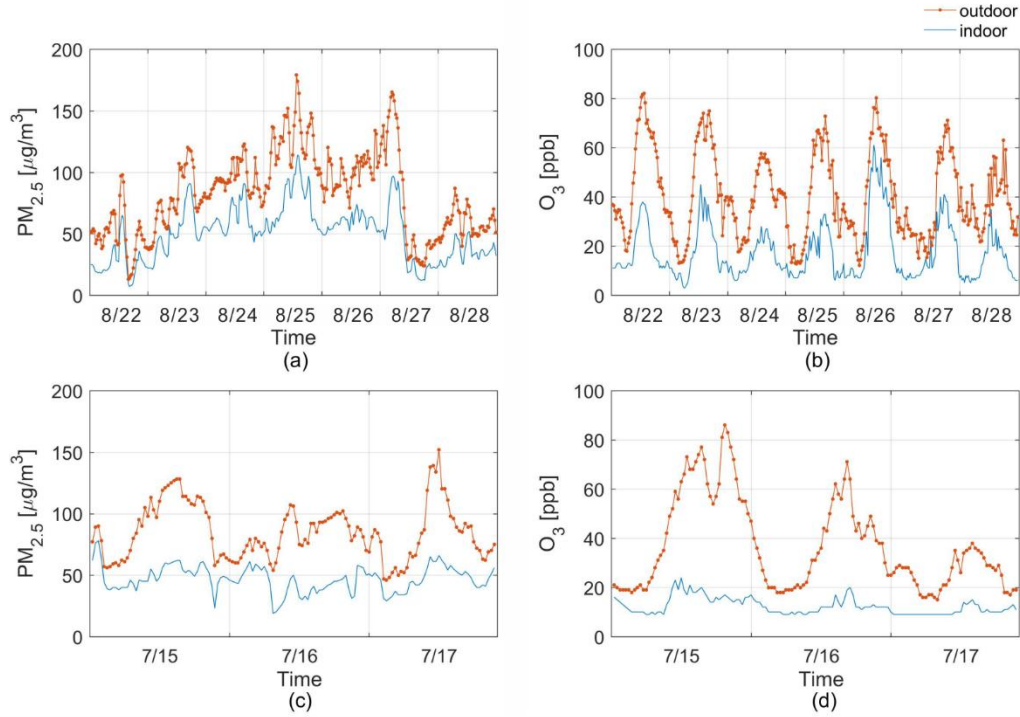 outdoor
indoor
200
150
100
50
0
PM2.5 [μg/m3]
8/22 8/23 8/24 8/25 8/26 8/27 8/28
Time
(a)
100
80
60
40
20
0
O3 [ppb]
8/22 8/23 8/24 8/25 8/26 8/27 8/28
Time
(b)
200
150
100
50
0
PM2.5 [μg/m3]
7/15 7/16 7/17
Time
(c)
100
80
60
40
20
0
O3 [ppb]
7/15 7/16 7/17
Time
(d)